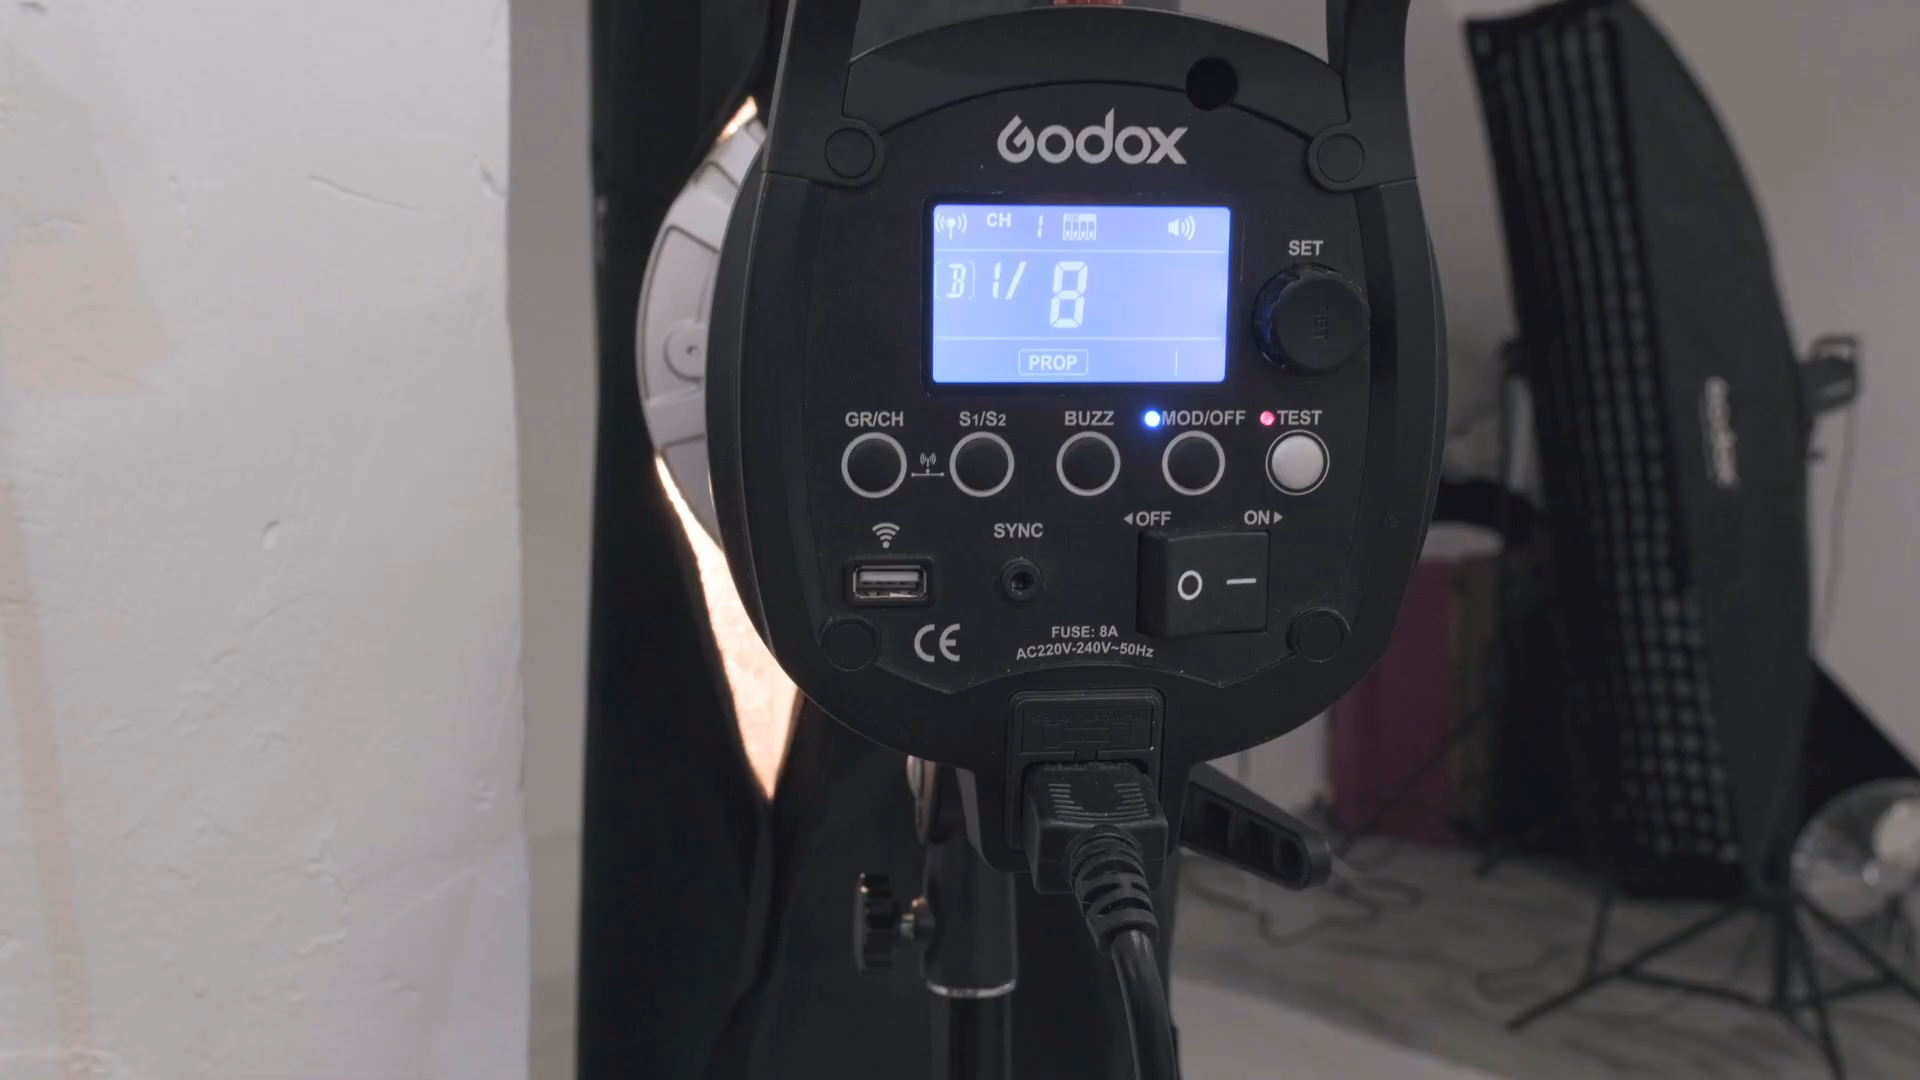 Godox
CH 1
B 1/ 8
PROP
SET
GR/CH S1/S2 BUZZ MOD/OFF TEST
◀OFF ON▶
SYNC
O —
CE
FUSE: 8A
AC220V-240V~50Hz